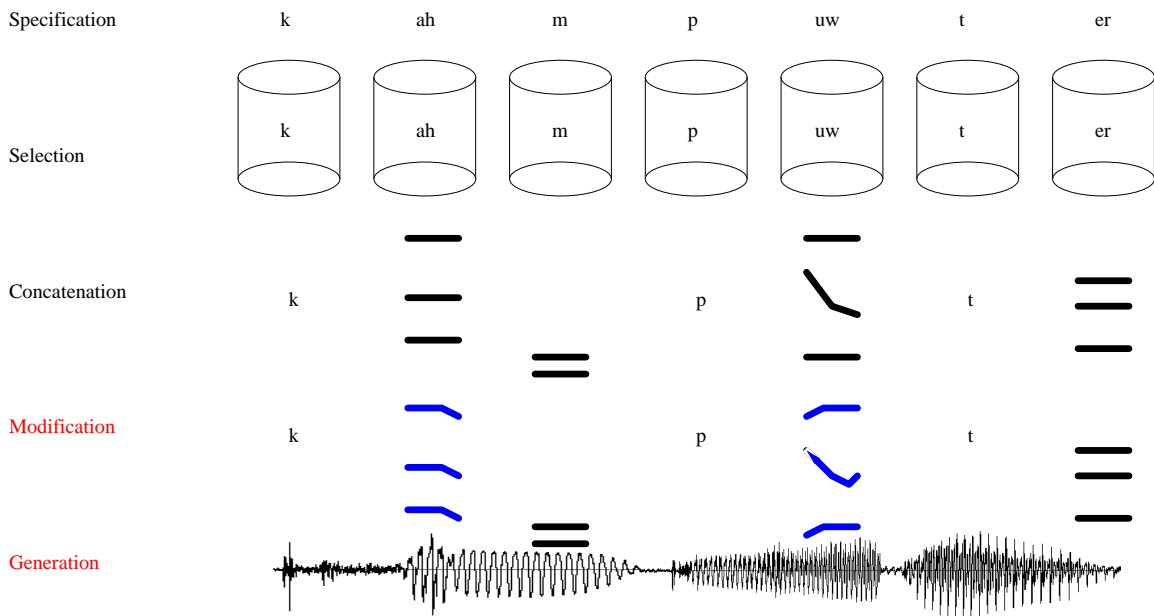 Specification k ah m p uw t er
k ah m p uw t er
Selection
Concatenation k p t
Modification k p t
Generation